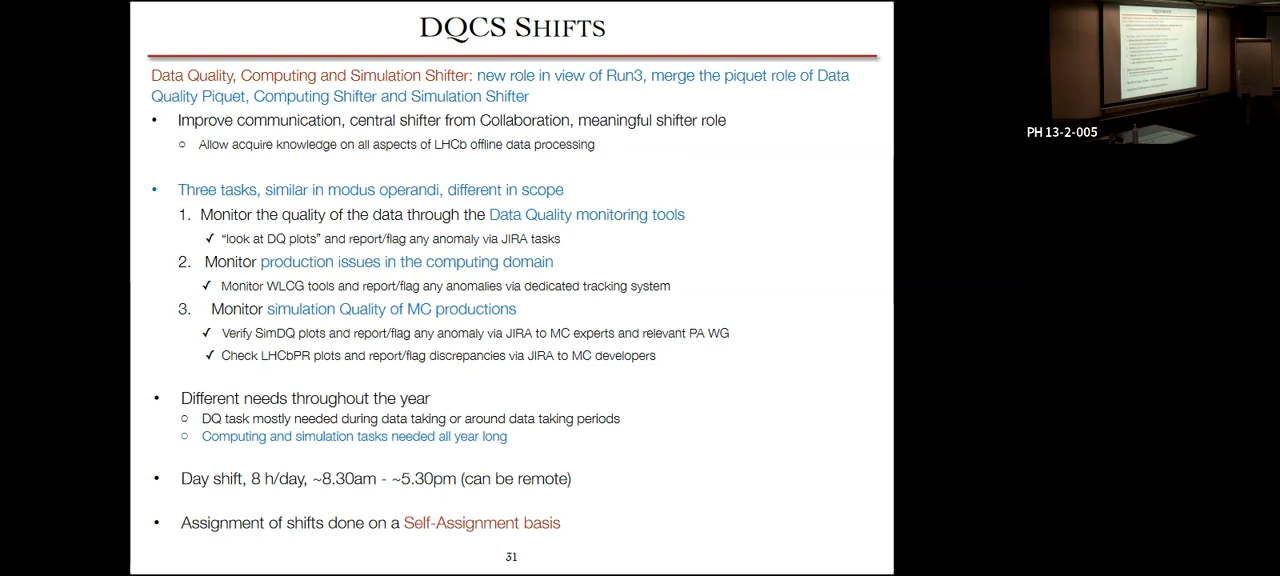 DQCS SHIFTS
Data Quality, Computing and Simulation Shifter: new role in view of Run3, merge the piquet role of Data
Quality Piquet, Computing Shifter and Simulation Shifter
• Improve communication, central shifter from Collaboration, meaningful shifter role
○ Allow acquire knowledge on all aspects of LHCb offline data processing
• Three tasks, similar in modus operandi, different in scope
1. Monitor the quality of the data through the Data Quality monitoring tools
✓ “look at DQ plots” and report/flag any anomaly via JIRA tasks
2. Monitor production issues in the computing domain
✓ Monitor WLCG tools and report/flag any anomalies via dedicated tracking system
3. Monitor simulation Quality of MC productions
✓ Verify SimDQ plots and report/flag any anomaly via JIRA to MC experts and relevant PA WG
✓ Check LHCbPR plots and report/flag discrepancies via JIRA to MC developers
• Different needs throughout the year
○ DQ task mostly needed during data taking or around data taking periods
○ Computing and simulation tasks needed all year long
• Day shift, 8 h/day, ~8.30am - ~5.30pm (can be remote)
• Assignment of shifts done on a Self-Assignment basis
31
PH 13-2-005